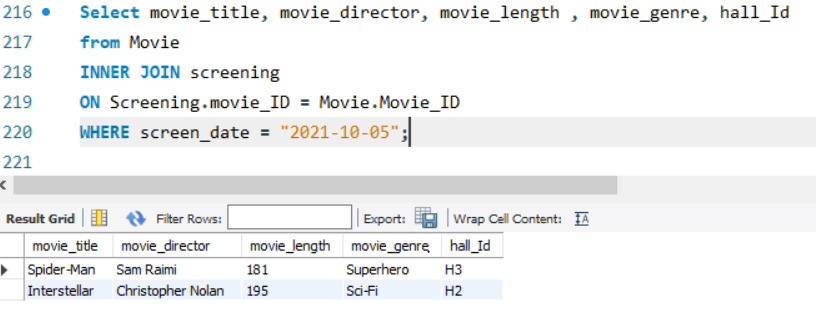 216 Select movie_title, movie_director, movie_length , movie_genre, hall_Id
217 from Movie
218 INNER JOIN screening
219 ON Screening.movie_ID = Movie.Movie_ID
220 WHERE screen_date = "2021-10-05";
221
Result Grid Filter Rows: Export: Wrap Cell Content: IA
movie_title movie_director movie_length movie_genre hall_Id
Spider-Man Sam Raimi 181 Superhero H3
Interstellar Christopher Nolan 195 Sci-Fi H2